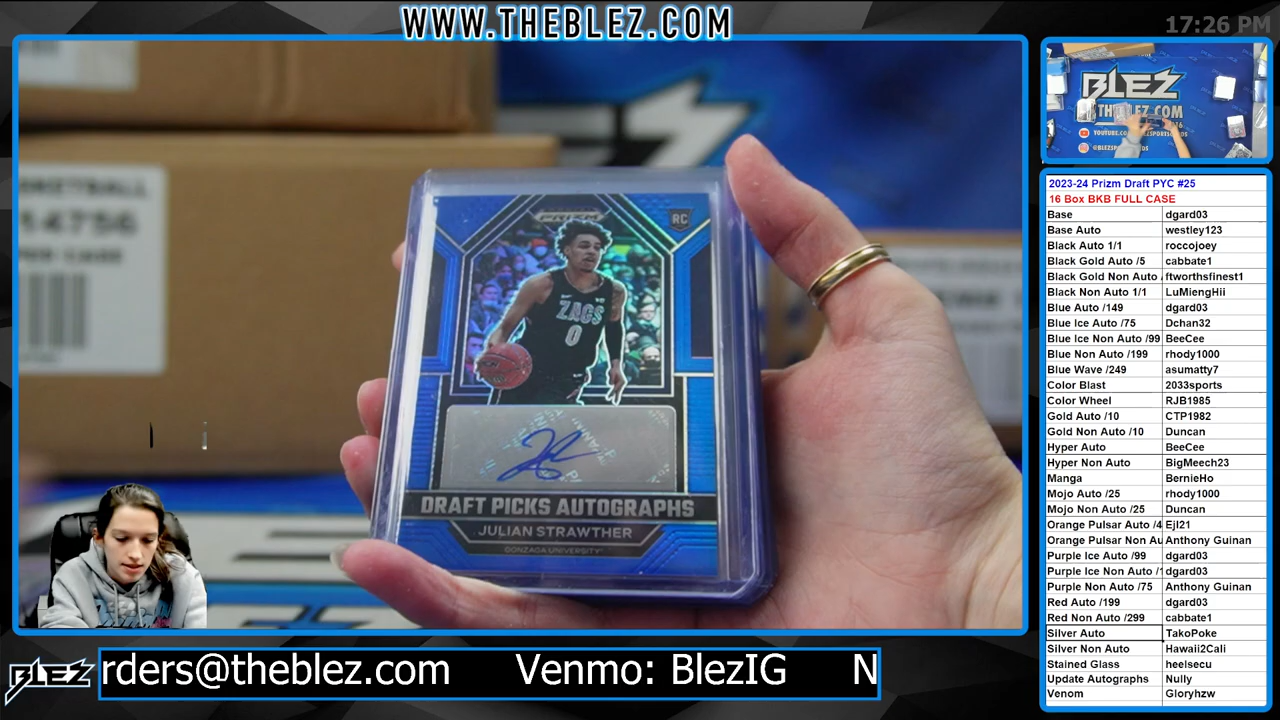 WWW.THEBLEZ.COM
17:26 PM
BLEZ
THE COM
2023-24 Prizm Draft PYC #25
16 Box BKB FULL CASE
Base dgard03
Base Auto westley123
Black Auto 1/1 roccojoey
Black Gold Auto /5 cabbate1
Black Gold Non Auto ftworthsfinest1
Black Non Auto 1/1 LuMiengHii
Blue Auto /149 dgard03
Blue Ice Auto /75 Dchan32
Blue Ice Non Auto /99 BeeCee
Blue Non Auto /199 rhody1000
Blue Wave /249 asumatty7
Color Blast 2033sports
Color Wheel RJB1985
Gold Auto /10 CTP1982
Gold Non Auto /10 Duncan
Hyper Auto BeeCee
Hyper Non Auto BigMeech23
Manga BernieHo
Mojo Auto /25 rhody1000
Mojo Non Auto /25 Duncan
Orange Pulsar Auto /4 Ejl21
Orange Pulsar Non Au Anthony Guinan
Purple Ice Auto /99 dgard03
Purple Ice Non Auto /1 dgard03
Purple Non Auto /75 Anthony Guinan
Red Auto /199 dgard03
Red Non Auto /299 cabbate1
Silver Auto TakoPoke
Silver Non Auto Hawaii2Cali
Stained Glass heeisecu
Update Autographs Nully
Venom Gloryhzw
PRIZM
RC
ZAGS
0
DRAFT PICKS AUTOGRAPHS
JULIAN STRAWTHER
GONZAGA UNIVERSITY
BLEZ
rders@theblez.com Venmo: BlezIG N